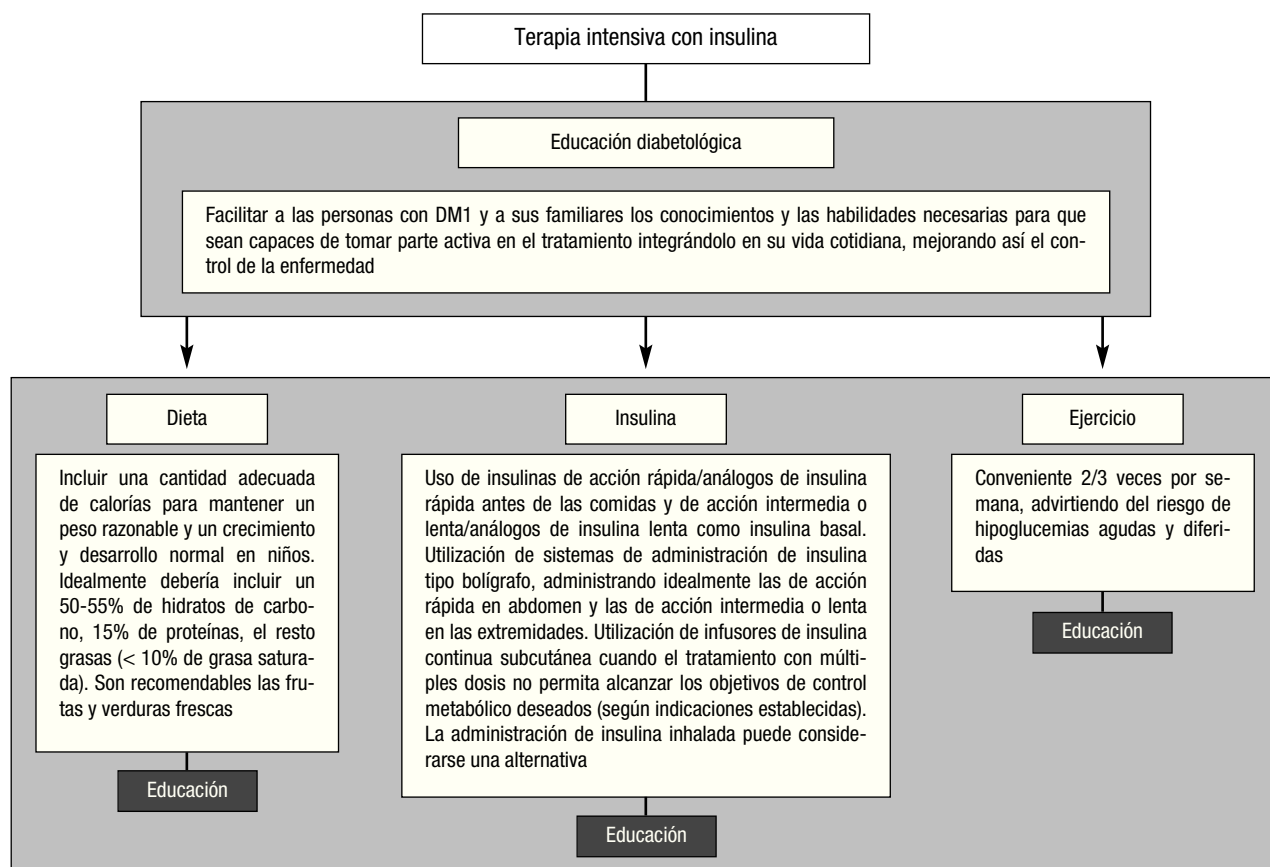 Terapia intensiva con insulina
Educación diabetológica
Facilitar a las personas con DM1 y a sus familiares los conocimientos y las habilidades necesarias para que
sean capaces de tomar parte activa en el tratamiento integrándolo en su vida cotidiana, mejorando así el con-
trol de la enfermedad
Dieta
Incluir una cantidad adecuada
de calorías para mantener un
peso razonable y un crecimiento
y desarrollo normal en niños.
Idealmente debería incluir un
50-55% de hidratos de carbo-
no, 15% de proteínas, el resto
grasas (< 10% de grasa satura-
da). Son recomendables las fru-
tas y verduras frescas
Educación
Insulina
Uso de insulinas de acción rápida/análogos de insulina
rápida antes de las comidas y de acción intermedia o
lenta/análogos de insulina lenta como insulina basal.
Utilización de sistemas de administración de insulina
tipo bolígrafo, administrando idealmente las de acción
rápida en abdomen y las de acción intermedia o lenta
en las extremidades. Utilización de infusores de insulina
continua subcutánea cuando el tratamiento con múlti-
ples dosis no permita alcanzar los objetivos de control
metabólico deseados (según indicaciones establecidas).
La administración de insulina inhalada puede conside-
rarse una alternativa
Educación
Ejercicio
Conveniente 2/3 veces por se-
mana, advirtiendo del riesgo de
hipoglucemias agudas y diferi-
das
Educación